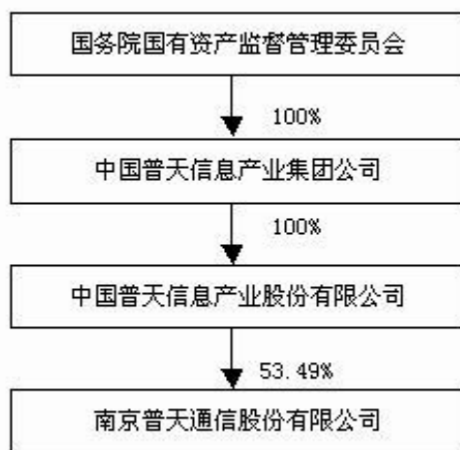 国务院国有资产监督管理委员会
100%
中国普天信息产业集团公司
100%
中国普天信息产业股份有限公司
53.49%
南京普天通信股份有限公司